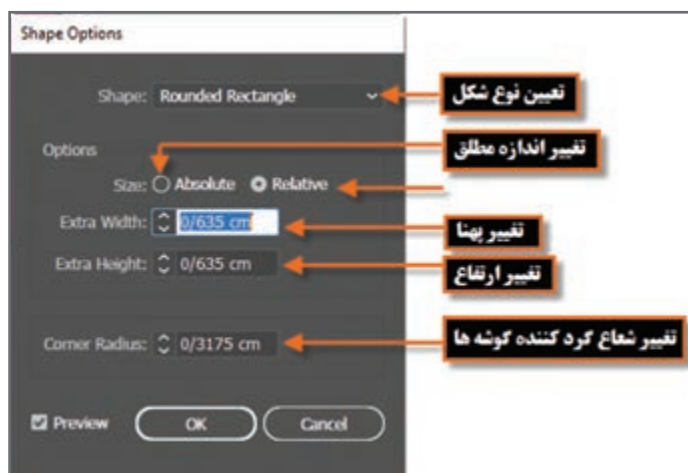 Shape Options
Shape: Rounded Rectangle
تعیین نوع شکل
Options
تغییر اندازه مطلق
Size: Absolute Relative
Extra Width: 0/635 cm
تغییر پهنا
Extra Height: 0/635 cm
تغییر ارتفاع
Corner Radius: 0/3175 cm
تغییر شعاع گرد کننده گوشه ها
Preview OK Cancel